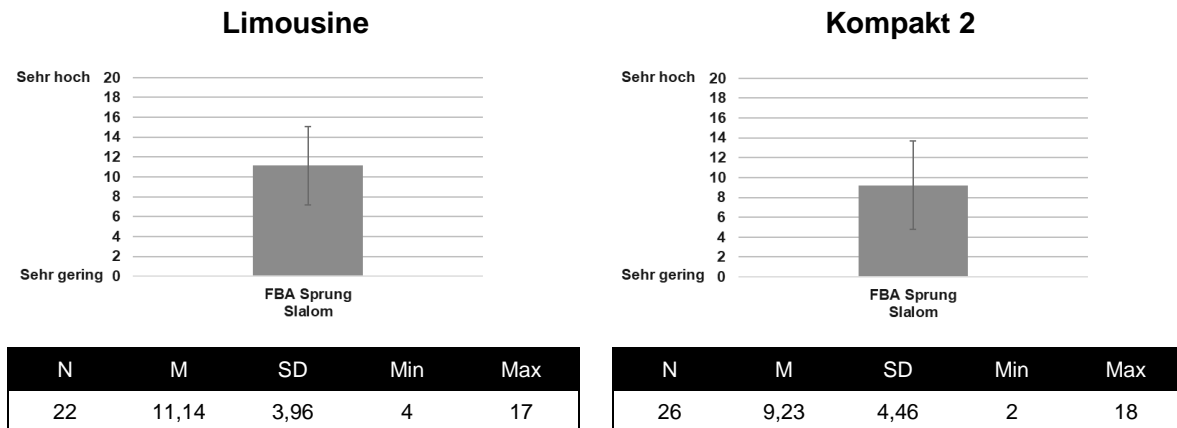 Limousine
Sehr hoch 20
18
16
14
12
10
8
6
4
2
Sehr gering 0
FBA Sprung
Slalom
N M SD Min Max
22 11,14 3,96 4 17
Kompakt 2
Sehr hoch 20
18
16
14
12
10
8
6
4
2
Sehr gering 0
FBA Sprung
Slalom
N M SD Min Max
26 9,23 4,46 2 18